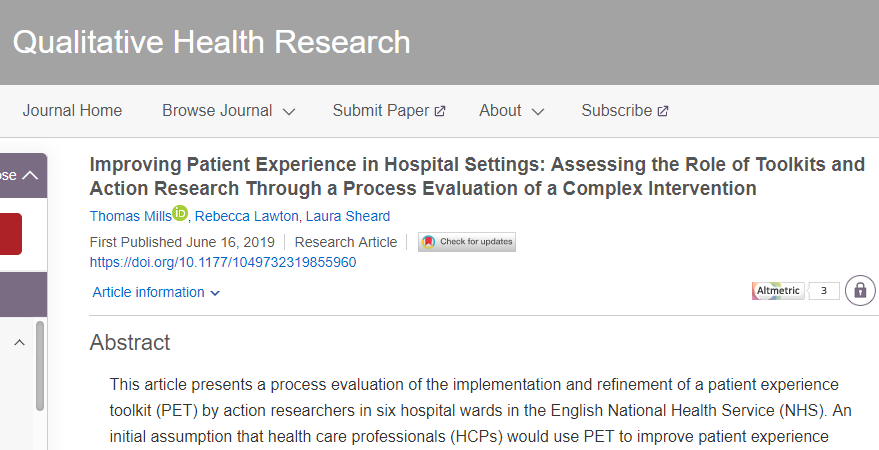 Qualitative Health Research
Journal Home Browse Journal Submit Paper About Subscribe
ose
Improving Patient Experience in Hospital Settings: Assessing the Role of Toolkits and
Action Research Through a Process Evaluation of a Complex Intervention
Thomas Mills iD, Rebecca Lawton, Laura Sheard
First Published June 16, 2019 Research Article Check for updates
https://doi.org/10.1177/1049732319855960
Article information
Altmetric 3
Abstract
This article presents a process evaluation of the implementation and refinement of a patient experience
toolkit (PET) by action researchers in six hospital wards in the English National Health Service (NHS). An
initial assumption that health care professionals (HCPs) would use PET to improve patient experience